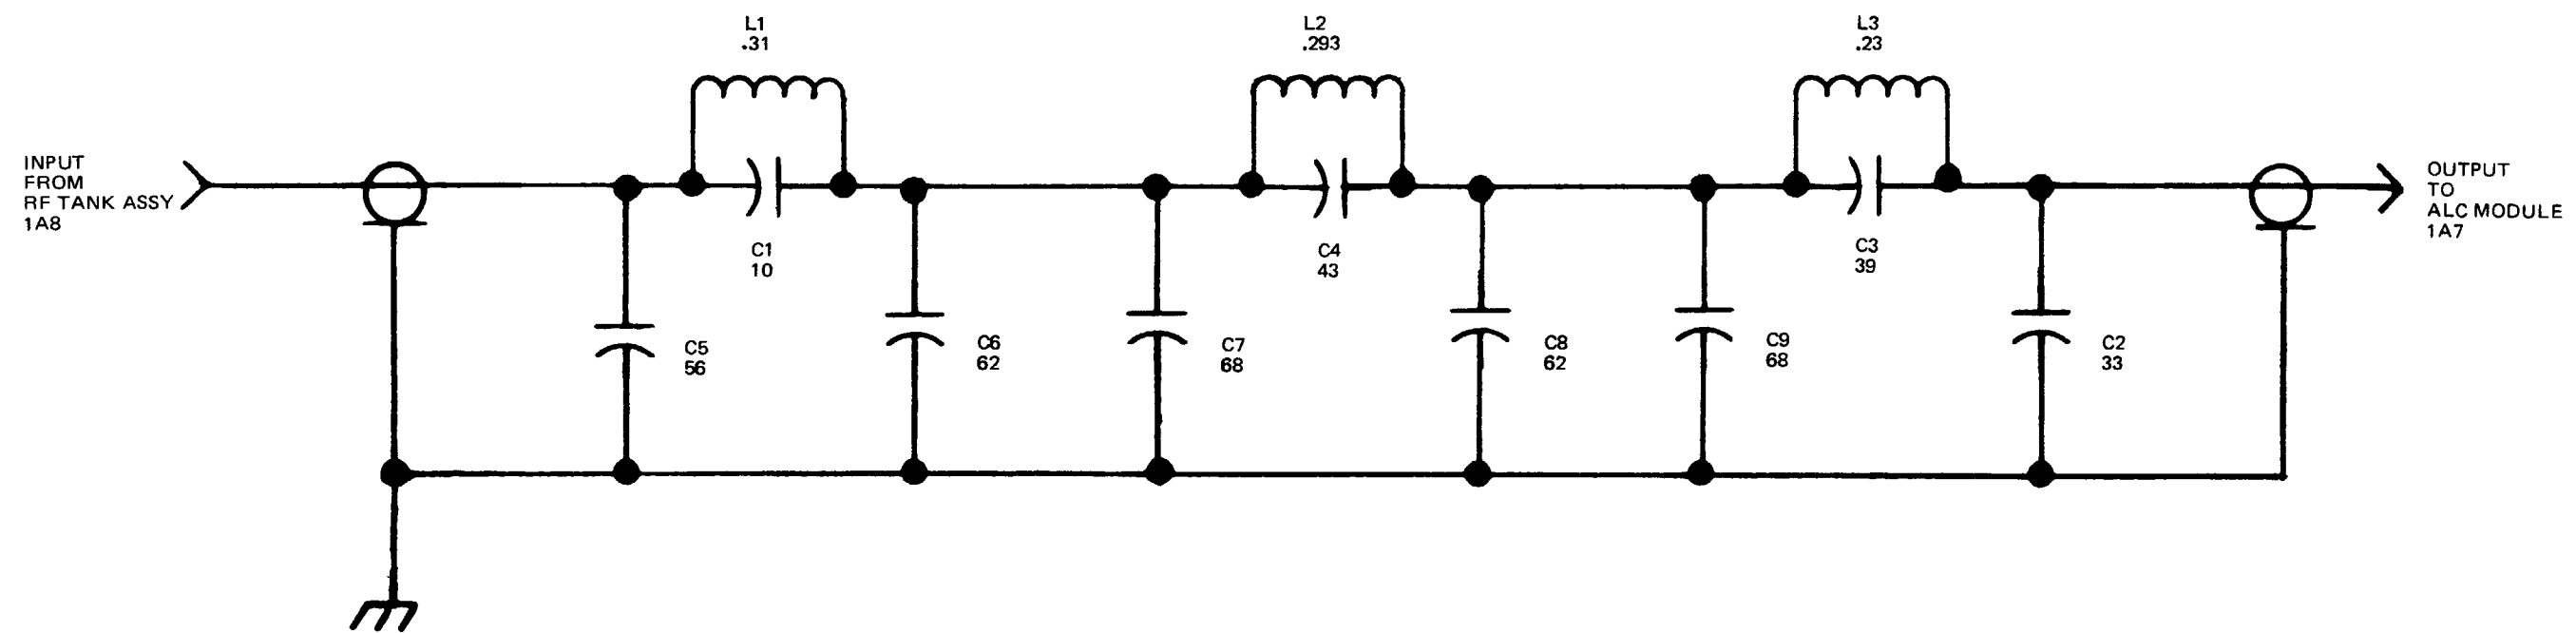 L1
.31
L2
.293
L3
.23
INPUT
FROM
RF TANK ASSY
1A8
OUTPUT
TO
ALC MODULE
1A7
C1
10
C4
43
C3
39
C5
56
C6
62
C7
68
C8
62
C9
68
C2
33